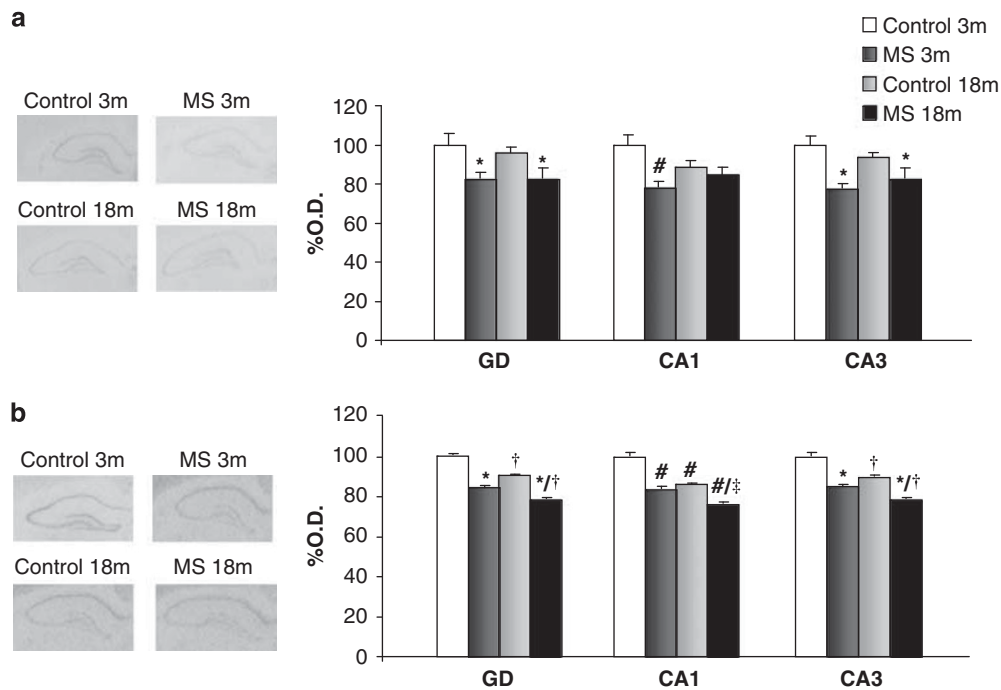 a
Control 3m
MS 3m
Control 18m
MS 18m
Control 3m MS 3m
Control 18m MS 18m
%O.D.
120
100
80
60
40
20
0
* *
#
* *
GD CA1 CA3
b
Control 3m MS 3m
Control 18m MS 18m
%O.D.
120
100
80
60
40
20
0
* † */†
# # #/‡
* † */†
GD CA1 CA3